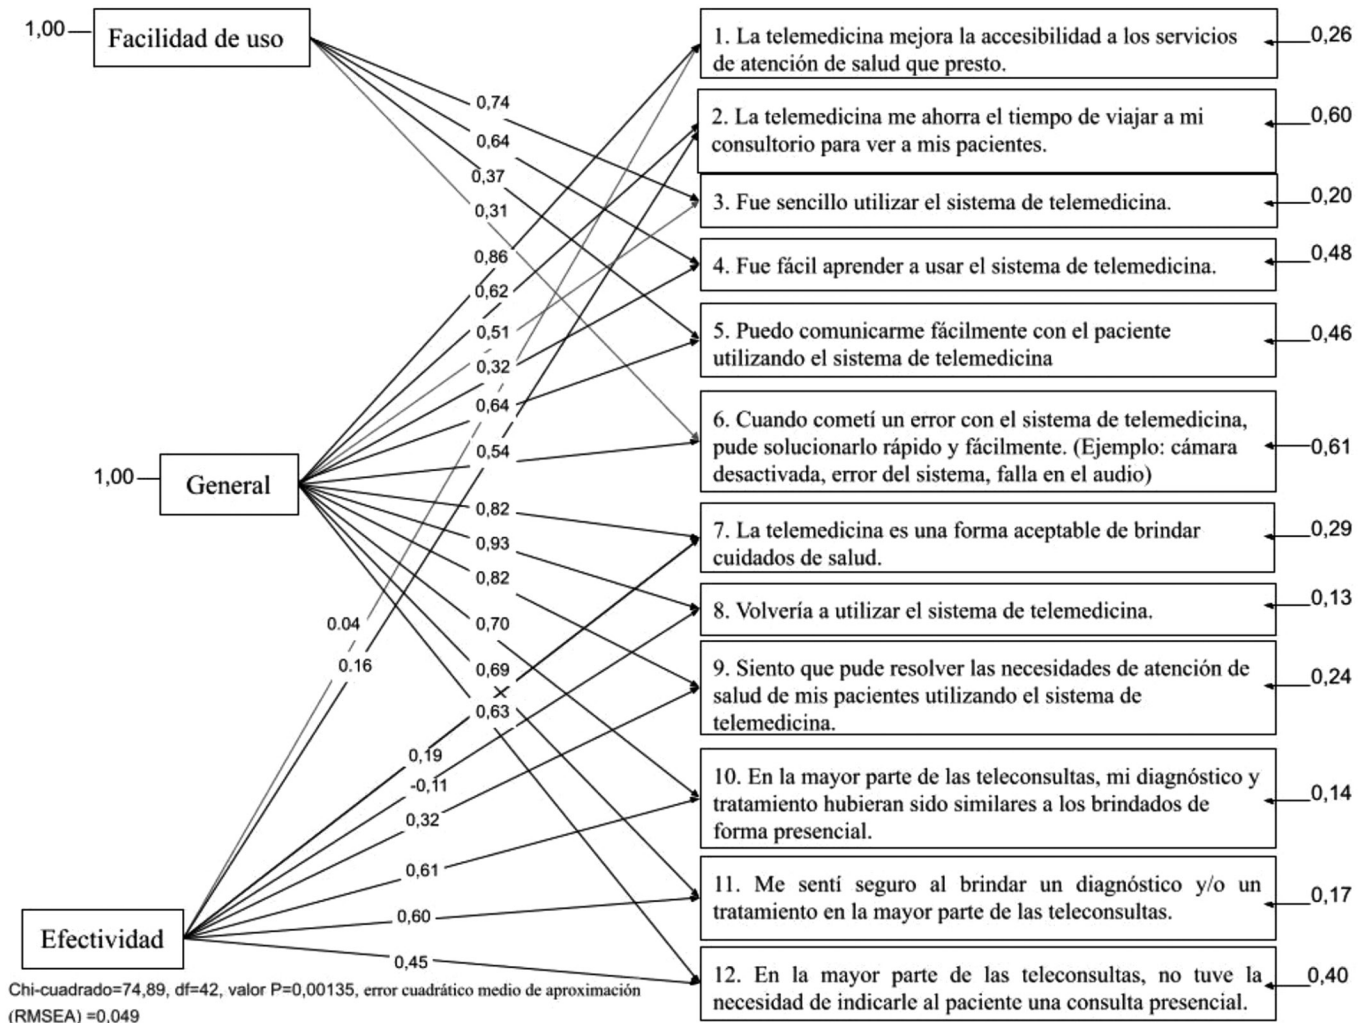 1,00
Facilidad de uso
0,74
0,64
0,37
0,31
0,86
0,62
0,51
0,32
0,64
0,54
1,00
General
0,82
0,93
0,82
0,70
0,69
0,63
0.04
0.16
0,19
-0,11
0,32
0,61
0,60
0,45
Efectividad
1. La telemedicina mejora la accesibilidad a los servicios
de atención de salud que presto.
0,26
2. La telemedicina me ahorra el tiempo de viajar a mi
consultorio para ver a mis pacientes.
0,60
3. Fue sencillo utilizar el sistema de telemedicina.
0,20
4. Fue fácil aprender a usar el sistema de telemedicina.
0,48
5. Puedo comunicarme fácilmente con el paciente
utilizando el sistema de telemedicina
0,46
6. Cuando cometí un error con el sistema de telemedicina,
pude solucionarlo rápido y fácilmente. (Ejemplo: cámara
desactivada, error del sistema, falla en el audio)
0,61
7. La telemedicina es una forma aceptable de brindar
cuidados de salud.
0,29
8. Volvería a utilizar el sistema de telemedicina.
0,13
9. Siento que pude resolver las necesidades de atención de
salud de mis pacientes utilizando el sistema de
telemedicina.
0,24
10. En la mayor parte de las teleconsultas, mi diagnóstico y
tratamiento hubieran sido similares a los brindados de
forma presencial.
0,14
11. Me sentí seguro al brindar un diagnóstico y/o un
tratamiento en la mayor parte de las teleconsultas.
0,17
12. En la mayor parte de las teleconsultas, no tuve la
necesidad de indicarle al paciente una consulta presencial.
0,40
Chi-cuadrado=74,89, df=42, valor P=0,00135, error cuadrático medio de aproximación
(RMSEA) =0,049